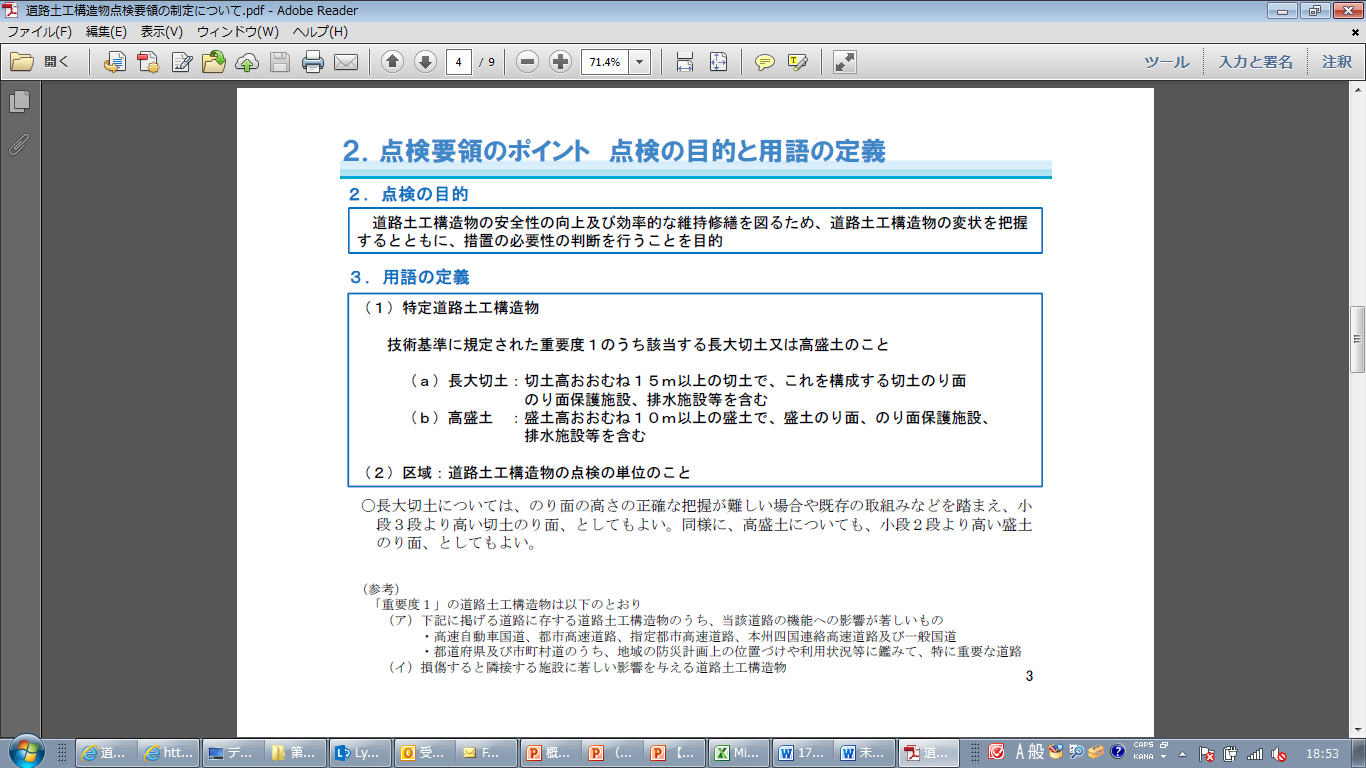 道路土工構造物点検要領の制定について.pdf - Adobe Reader
ファイル(F) 編集(E) 表示(V) ウィンドウ(W) ヘルプ(H)
開く 4 / 9 71.4% ツール 入力と署名 注釈
２．点検要領のポイント 点検の目的と用語の定義
２．点検の目的
道路土工構造物の安全性の向上及び効率的な維持修繕を図るため、道路土工構造物の変状を把握
するとともに、措置の必要性の判断を行うことを目的
３．用語の定義
（１）特定道路土工構造物
技術基準に規定された重要度１のうち該当する長大切土又は高盛土のこと
（ａ）長大切土：切土高おおむね１５ｍ以上の切土で、これを構成する切土のり面
のり面保護施設、排水施設等を含む
（ｂ）高盛土 ：盛土高おおむね１０ｍ以上の盛土で、盛土のり面、のり面保護施設、
排水施設等を含む
（２）区域：道路土工構造物の点検の単位のこと
○長大切土については、のり面の高さの正確な把握が難しい場合や既存の取組みなどを踏まえ、小
段３段より高い切土のり面、としてもよい。同様に、高盛土についても、小段２段より高い盛土
のり面、としてもよい。
(参考)
「重要度１」の道路土工構造物は以下のとおり
（ア）下記に掲げる道路に存する道路土工構造物のうち、当該道路の機能への影響が著しいもの
・高速自動車国道、都市高速道路、指定都市高速道路、本州四国連絡高速道路及び一般国道
・都道府県及び市町村道のうち、地域の防災計画上の位置づけや利用状況等に鑑みて、特に重要な道路
（イ）損傷すると隣接する施設に著しい影響を与える道路土工構造物
3
道... htt... デ... 第... Ly... 受... F... 概... （... 【... Mi... 17... 未... 道... A 般 CAPS KANA 18:53